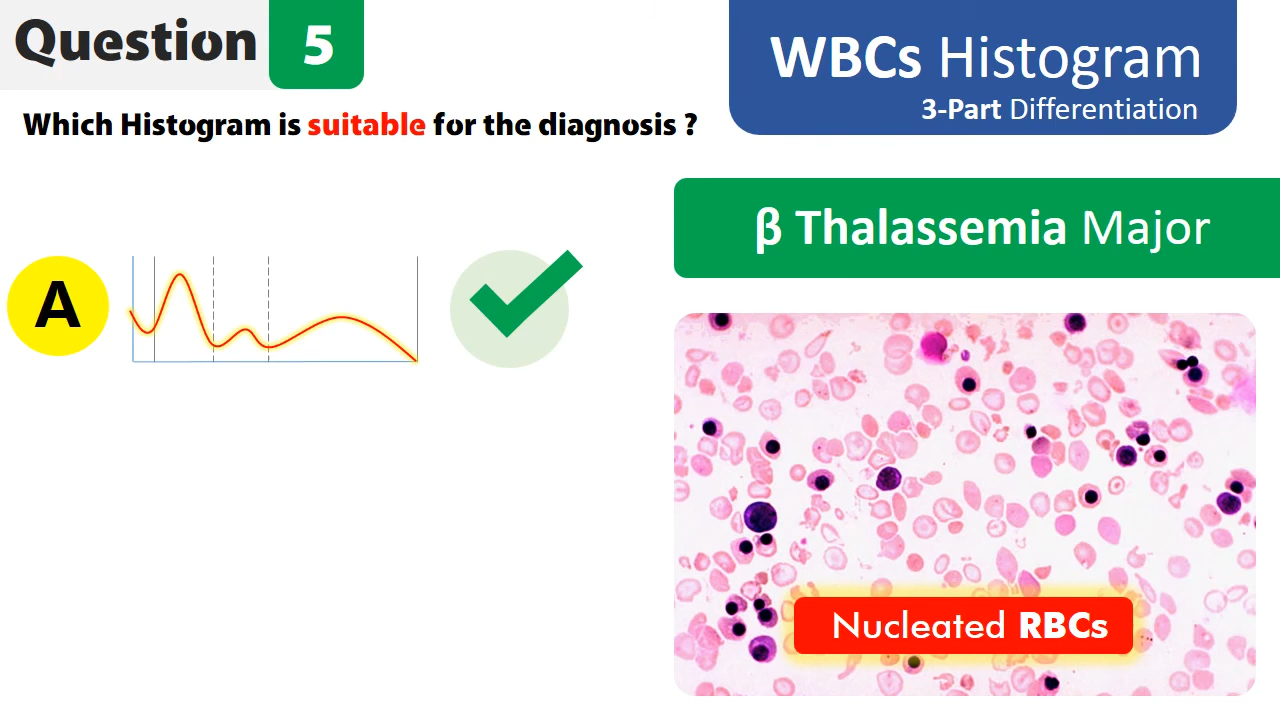 Question 5
WBCs Histogram
3-Part Differentiation
Which Histogram is suitable for the diagnosis ?
β Thalassemia Major
A
Nucleated RBCs